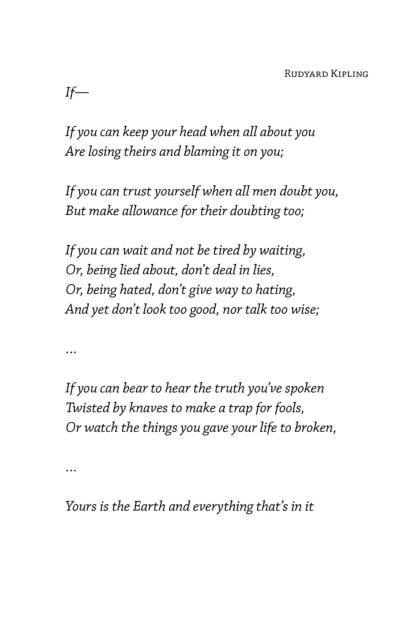 Rudyard Kipling
If—
If you can keep your head when all about you
Are losing theirs and blaming it on you;
If you can trust yourself when all men doubt you,
But make allowance for their doubting too;
If you can wait and not be tired by waiting,
Or, being lied about, don’t deal in lies,
Or, being hated, don’t give way to hating,
And yet don’t look too good, nor talk too wise;
...
If you can bear to hear the truth you’ve spoken
Twisted by knaves to make a trap for fools,
Or watch the things you gave your life to broken,
...
Yours is the Earth and everything that’s in it